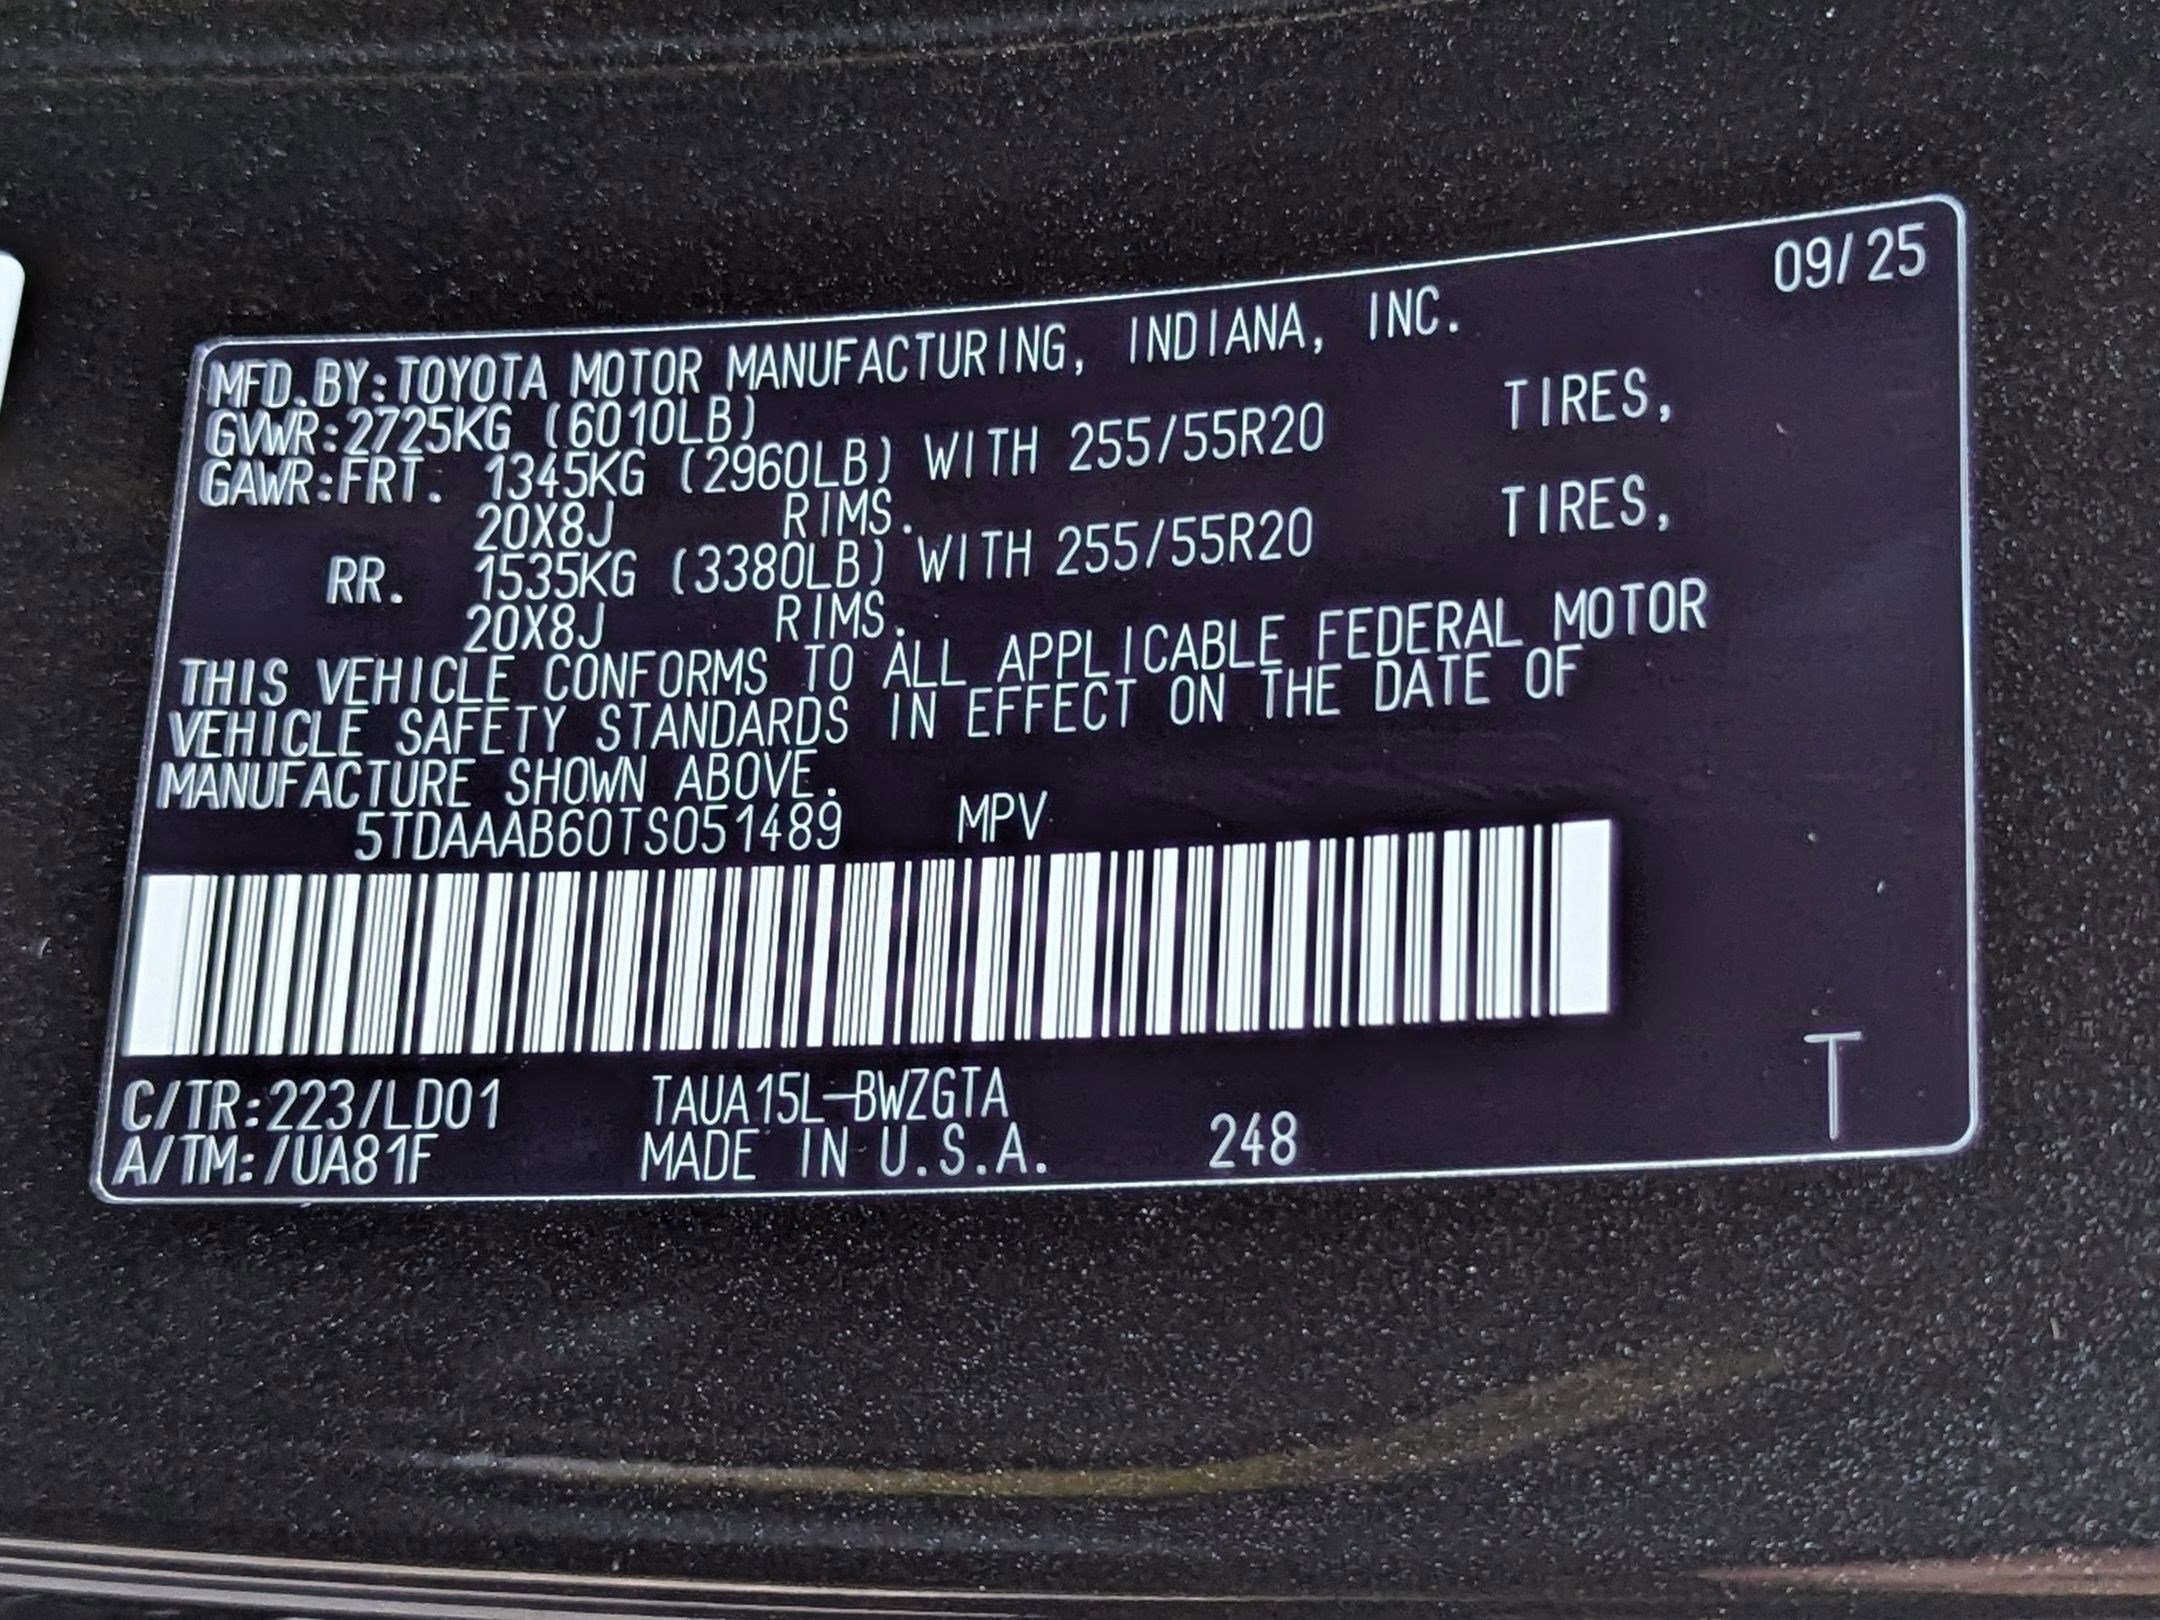 09/25
MFD.BY:TOYOTA MOTOR MANUFACTURING, INDIANA, INC.
GVWR:2725KG (6010LB)
GAWR:FRT. 1345KG (2960LB) WITH 255/55R20 TIRES,
20X8J RIMS.
RR. 1535KG (3380LB) WITH 255/55R20 TIRES,
20X8J RIMS.
THIS VEHICLE CONFORMS TO ALL APPLICABLE FEDERAL MOTOR
VEHICLE SAFETY STANDARDS IN EFFECT ON THE DATE OF
MANUFACTURE SHOWN ABOVE.
5TDAAAB60TS051489 MPV
C/TR:223/LD01 TAUA15L-BWZGTA
A/TM:/UA81F MADE IN U.S.A. 248
T